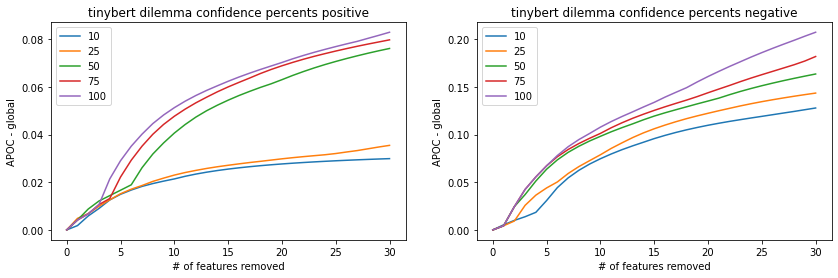 tinybert dilemma confidence percents positive
APOC - global
0.08
0.06
0.04
0.02
0.00
10
25
50
75
100
0 5 10 15 20 25 30
# of features removed
tinybert dilemma confidence percents negative
APOC - global
0.20
0.15
0.10
0.05
0.00
10
25
50
75
100
0 5 10 15 20 25 30
# of features removed